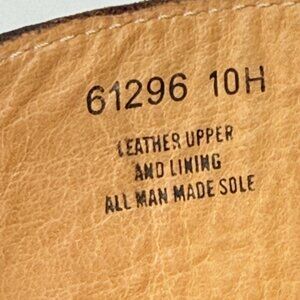 61296 10H
LEATHER UPPER
AND LINING
ALL MAN MADE SOLE